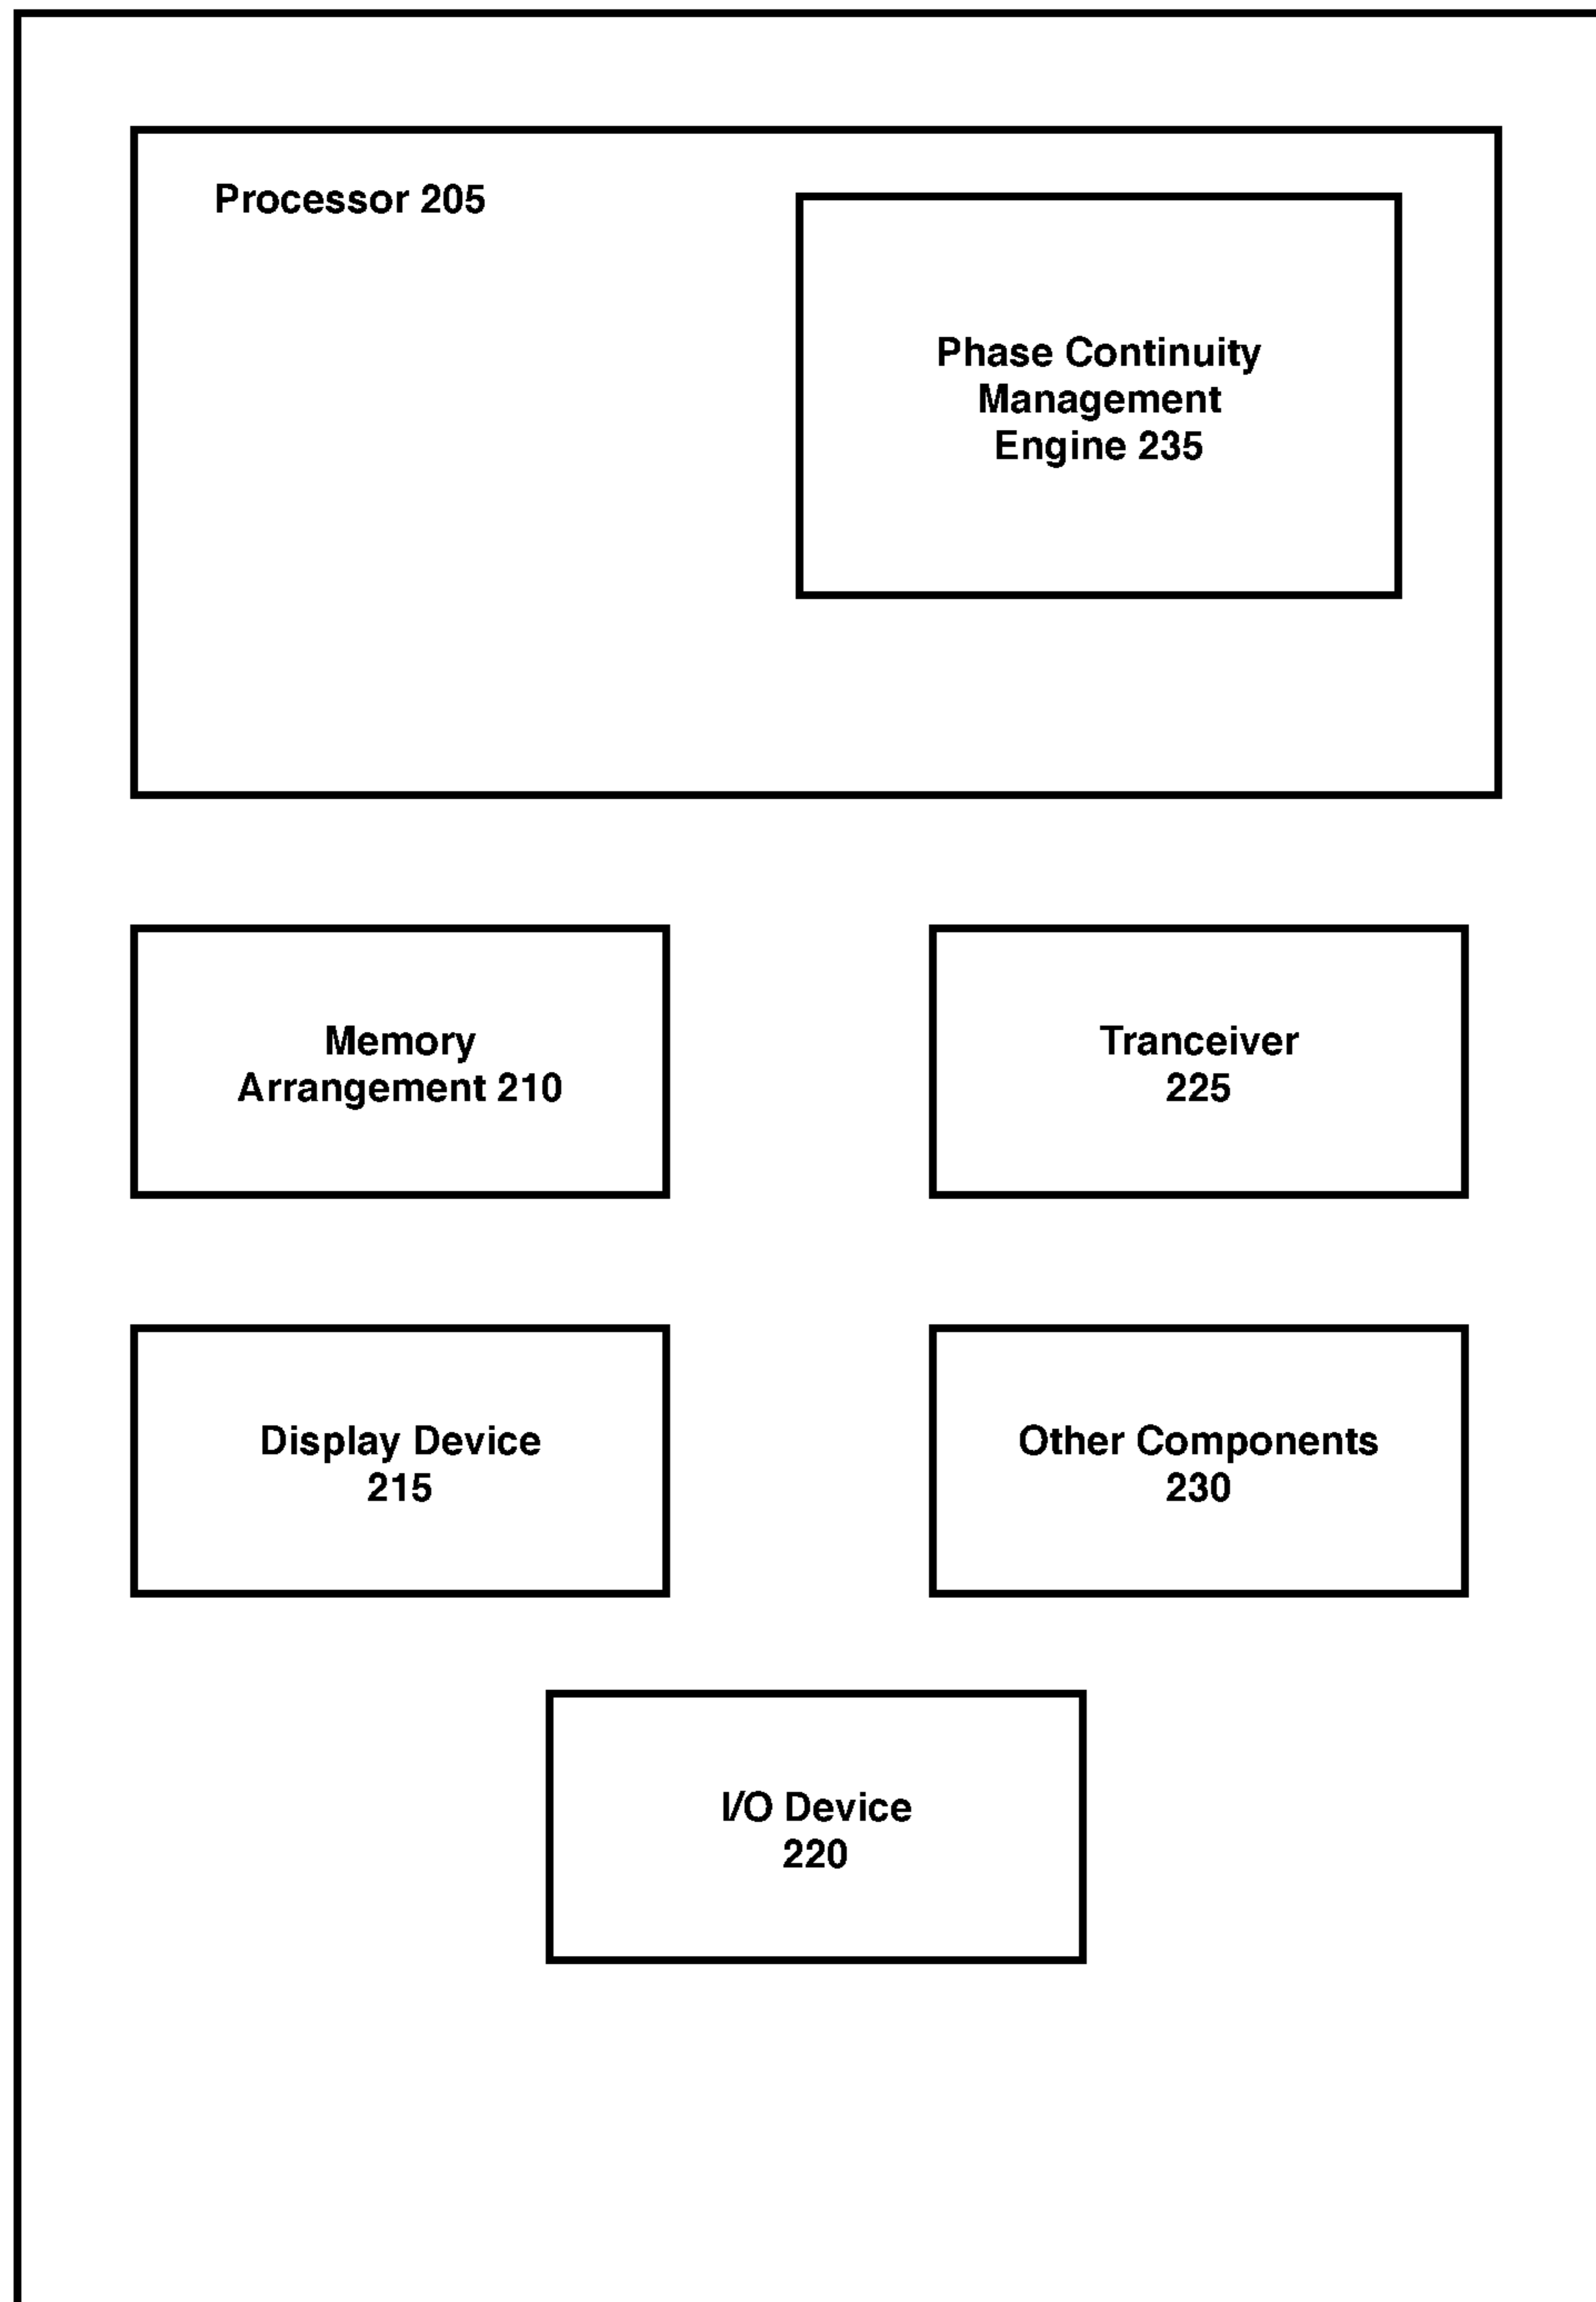 Processor 205
Phase Continuity
Management
Engine 235
Memory
Arrangement 210
Tranceiver
225
Display Device
215
Other Components
230
I/O Device
220